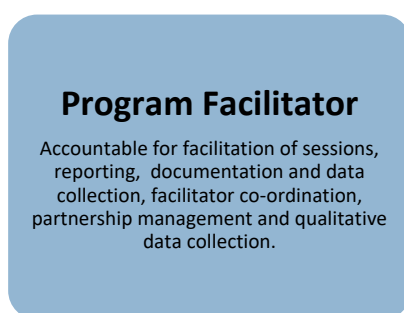 Program Facilitator
Accountable for facilitation of sessions,
reporting, documentation and data
collection, facilitator co-ordination,
partnership management and qualitative
data collection.